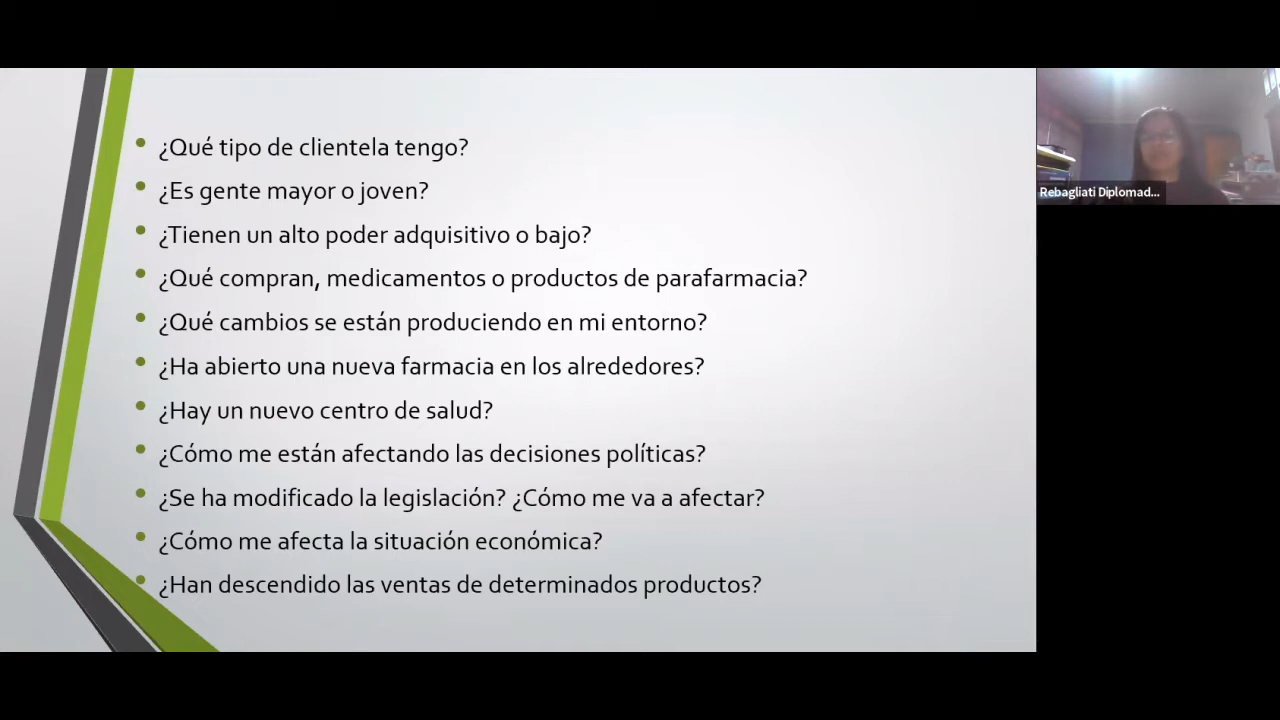 ¿Qué tipo de clientela tengo?
¿Es gente mayor o joven?
¿Tienen un alto poder adquisitivo o bajo?
¿Qué compran, medicamentos o productos de parafarmacia?
¿Qué cambios se están produciendo en mi entorno?
¿Ha abierto una nueva farmacia en los alrededores?
¿Hay un nuevo centro de salud?
¿Cómo me están afectando las decisiones políticas?
¿Se ha modificado la legislación? ¿Cómo me va a afectar?
¿Cómo me afecta la situación económica?
¿Han descendido las ventas de determinados productos?
Rebagliati Diplomad...